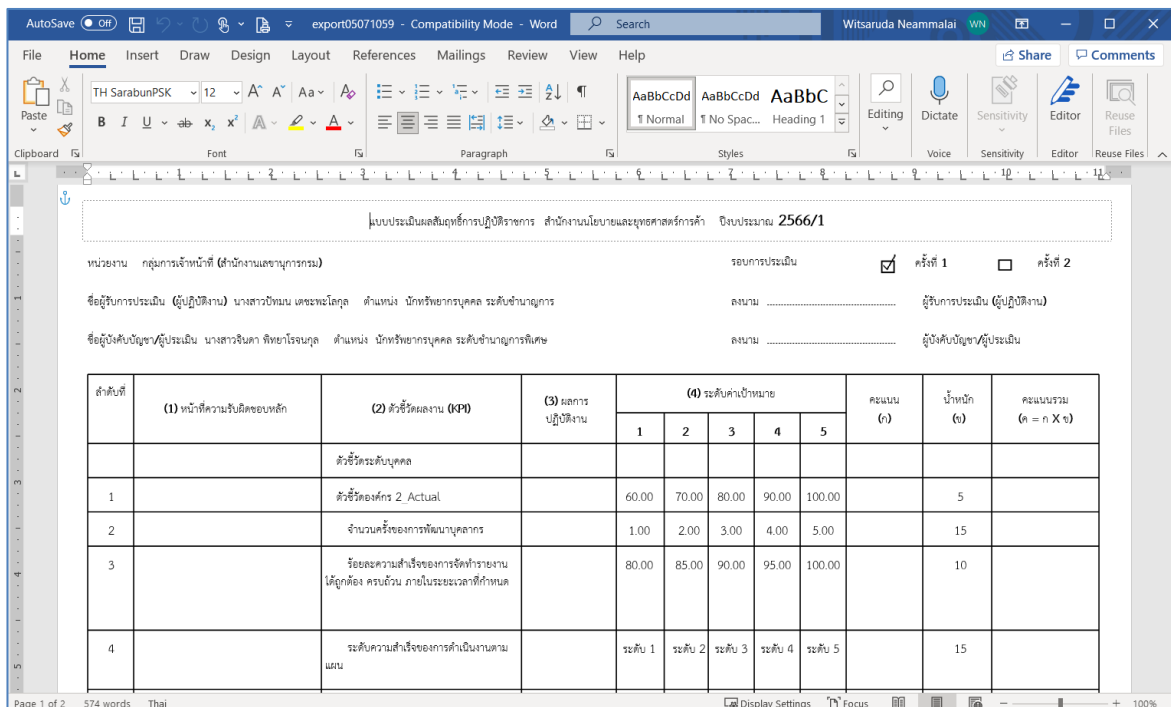 AutoSave Off export05071059 - Compatibility Mode - Word Search Witsaruda Neammalai WN
File Home Insert Draw Design Layout References Mailings Review View Help Share Comments
Paste TH SarabunPSK 12 A^ A˅ Aa A
B I U ab x₂ x² A A
AaBbCcDd AaBbCcDd AaBbC
¶ Normal ¶ No Spac... Heading 1
Editing Dictate Sensitivity Editor Reuse Files
Clipboard Font Paragraph Styles Voice Sensitivity Editor Reuse Files
1 2 3 4 5 6 7 8 9 10 11
แบบประเมินผลสัมฤทธิ์การปฏิบัติราชการ สำนักงานนโยบายและยุทธศาสตร์การค้า ปีงบประมาณ 2566/1
หน่วยงาน กลุ่มการเจ้าหน้าที่ (สำนักงานเลขานุการกรม) รอบการประเมิน ☑ ครั้งที่ 1 ☐ ครั้งที่ 2
ชื่อผู้รับการประเมิน (ผู้ปฏิบัติงาน) นางสาวปัทมน เตชะพะโลกุล ตำแหน่ง นักทรัพยากรบุคคล ระดับชำนาญการ ลงนาม ................................................ ผู้รับการประเมิน (ผู้ปฏิบัติงาน)
ชื่อผู้บังคับบัญชา/ผู้ประเมิน นางสาวจินดา พิทยาโรจนกุล ตำแหน่ง นักทรัพยากรบุคคล ระดับชำนาญการพิเศษ ลงนาม ................................................ ผู้บังคับบัญชา/ผู้ประเมิน
ลำดับที่ (1) หน้าที่ความรับผิดชอบหลัก (2) ตัวชี้วัดผลงาน (KPI) (3) ผลการปฏิบัติงาน (4) ระดับค่าเป้าหมาย คะแนน (ก) น้ำหนัก (ข) คะแนนรวม (ค = ก X ข)
1 2 3 4 5
ตัวชี้วัดระดับบุคคล
1 ตัวชี้วัดองค์กร 2_Actual 60.00 70.00 80.00 90.00 100.00 5
2 จำนวนครั้งของการพัฒนาบุคลากร 1.00 2.00 3.00 4.00 5.00 15
3 ร้อยละความสำเร็จของการจัดทำรายงาน 80.00 85.00 90.00 95.00 100.00 10
ได้ถูกต้อง ครบถ้วน ภายในระยะเวลาที่กำหนด
4 ระดับความสำเร็จของการดำเนินงานตาม ระดับ 1 ระดับ 2 ระดับ 3 ระดับ 4 ระดับ 5 15
แผน
Page 1 of 2 574 words Thai Display Settings Focus 100%